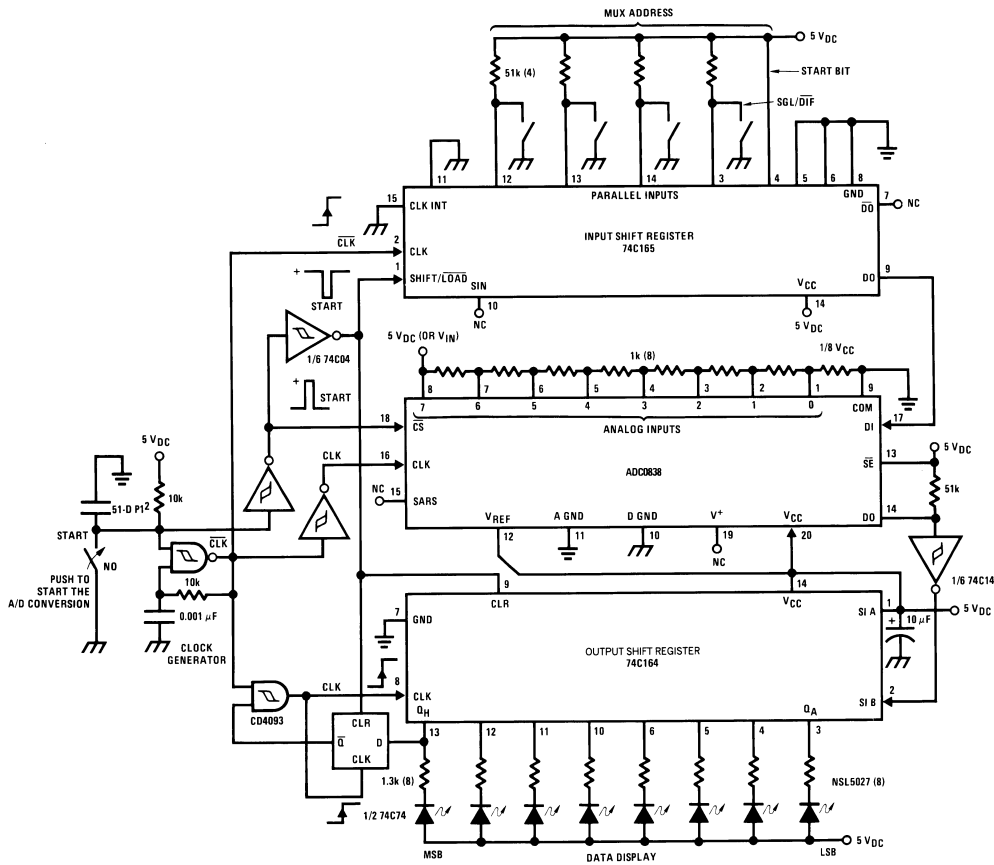 MUX ADDRESS
5 VDC
51k (4)
START BIT
SGL/DIF
11
12
13
14
3
4
5
6
8
PARALLEL INPUTS
GND
7
DO
NC
15
CLK INT
INPUT SHIFT REGISTER
74C165
CLK
2
CLK
1
SHIFT/LOAD
9
DO
+
START
SIN
10
NC
VCC
14
5 VDC
1/6 74C04
5 VDC (OR VIN)
1k (8)
1/8 VCC
START
8
7
6
5
4
3
2
1
9
7
6
5
4
3
2
1
0
COM
ANALOG INPUTS
18
CS
17
DI
5 VDC
CLK
16
CLK
ADC0838
13
SE
5 VDC
51k
NC
15
SARS
14
DO
51-D P1²
10k
VREF
12
A GND
11
D GND
10
V+
19
NC
VCC
20
START
NO
CLK
PUSH TO
START THE
A/D CONVERSION
10k
0.001 µF
CLOCK
GENERATOR
1/6 74C14
9
CLR
14
VCC
7
GND
SI A
1
5 VDC
+
10 µF
OUTPUT SHIFT REGISTER
74C164
CLK
8
CLK
SI B
2
CD4093
QH
QA
CLR
Q
D
CLK
13
12
11
10
6
5
4
3
1.3k (8)
NSL5027 (8)
1/2 74C74
MSB
DATA DISPLAY
LSB
5 VDC